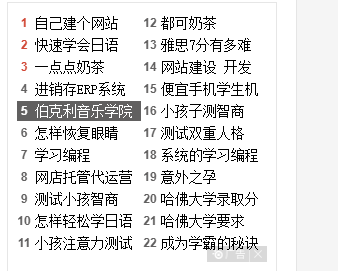 1 自己建个网站
2 快速学会日语
3 一点点奶茶
4 进销存ERP系统
5 伯克利音乐学院
6 怎样恢复眼睛
7 学习编程
8 网店托管代运营
9 测试小孩智商
10 怎样轻松学日语
11 小孩注意力测试
12 都可奶茶
13 雅思7分有多难
14 网站建设 开发
15 便宜手机学生机
16 小孩子测智商
17 测试双重人格
18 系统的学习画画
19 意外之孕
20 哈佛大学录取分
21 哈佛大学要求
22 成为学霸的秘诀
广告